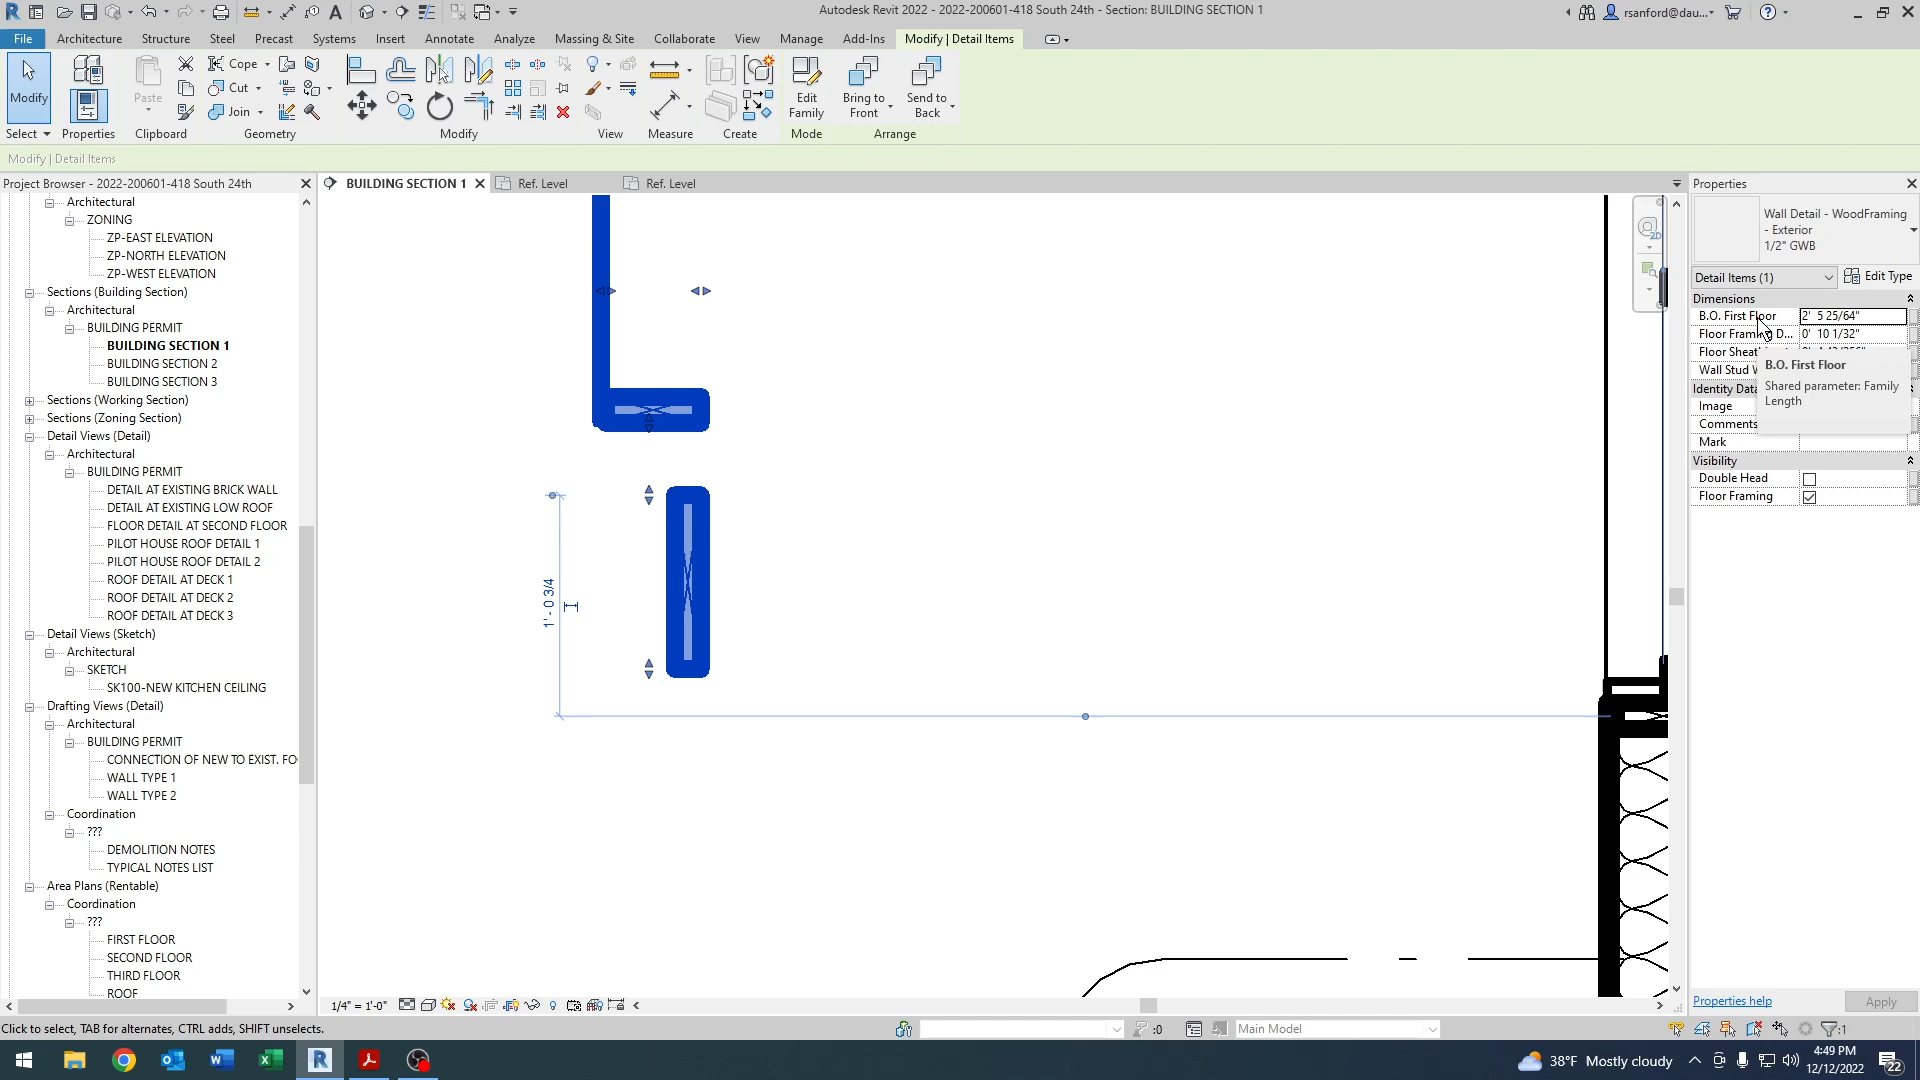 Autodesk Revit 2022 - 2022-200601-418 South 24th - Section: BUILDING SECTION 1
rsanford@dau...
File Architecture Structure Steel Precast Systems Insert Annotate Analyze Massing & Site Collaborate View Manage Add-Ins Modify | Detail Items
Modify
Paste
Cope
Cut
Join
Edit Family
Bring to Front
Send to Back
Select Properties Clipboard Geometry Modify View Measure Create Mode Arrange
Modify | Detail Items
Project Browser - 2022-200601-418 South 24th
Architectural
ZONING
ZP-EAST ELEVATION
ZP-NORTH ELEVATION
ZP-WEST ELEVATION
Sections (Building Section)
Architectural
BUILDING PERMIT
BUILDING SECTION 1
BUILDING SECTION 2
BUILDING SECTION 3
Sections (Working Section)
Sections (Zoning Section)
Detail Views (Detail)
Architectural
BUILDING PERMIT
DETAIL AT EXISTING BRICK WALL
DETAIL AT EXISTING LOW ROOF
FLOOR DETAIL AT SECOND FLOOR
PILOT HOUSE ROOF DETAIL 1
PILOT HOUSE ROOF DETAIL 2
ROOF DETAIL AT DECK 1
ROOF DETAIL AT DECK 2
ROOF DETAIL AT DECK 3
Detail Views (Sketch)
Architectural
SKETCH
SK100-NEW KITCHEN CEILING
Drafting Views (Detail)
Architectural
BUILDING PERMIT
CONNECTION OF NEW TO EXIST. FO
WALL TYPE 1
WALL TYPE 2
Coordination
???
DEMOLITION NOTES
TYPICAL NOTES LIST
Area Plans (Rentable)
Coordination
???
FIRST FLOOR
SECOND FLOOR
THIRD FLOOR
ROOF
BUILDING SECTION 1 Ref. Level Ref. Level
2D
1' - 0 3/4
1/4" = 1'-0"
Properties
Wall Detail - WoodFraming
- Exterior
1/2" GWB
Detail Items (1) Edit Type
Dimensions
B.O. First Floor 2' 5 25/64"
Floor Framing D... 0' 10 1/32"
Floor Sheath
Wall Stud W
B.O. First Floor
Shared parameter: Family
Length
Identity Data
Image
Comments
Mark
Visibility
Double Head
Floor Framing
Properties help Apply
Click to select, TAB for alternates, CTRL adds, SHIFT unselects.
:0
Main Model
:1
38°F Mostly cloudy
4:49 PM
12/12/2022
22